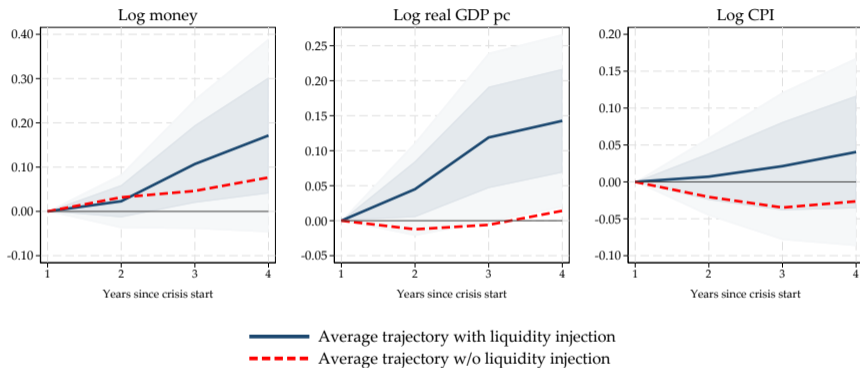 Log money
0.40
0.30
0.20
0.10
0.00
-0.10
1 2 3 4
Years since crisis start
Log real GDP pc
0.25
0.20
0.15
0.10
0.05
0.00
-0.05
1 2 3 4
Years since crisis start
Log CPI
0.20
0.15
0.10
0.05
0.00
-0.05
-0.10
1 2 3 4
Years since crisis start
Average trajectory with liquidity injection
Average trajectory w/o liquidity injection